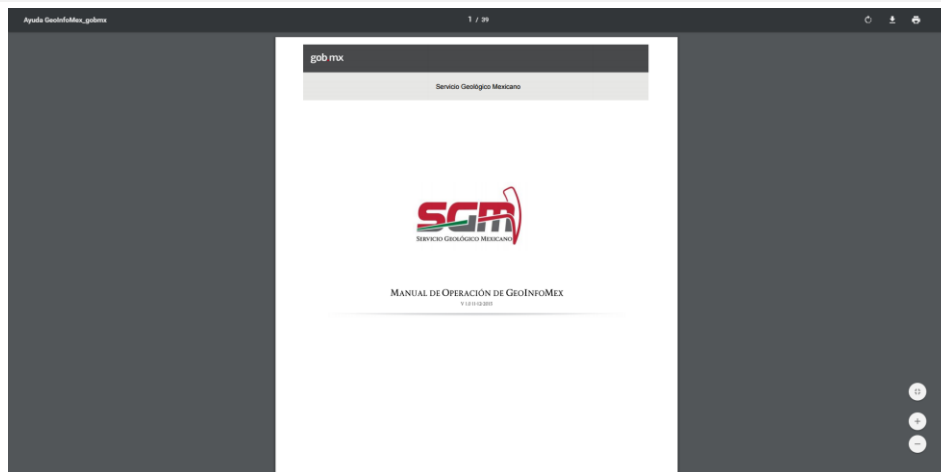 Ayuda GeoInfoMex_gobmx
1 / 39
gob mx
Servicio Geológico Mexicano
SGM
SERVICIO GEOLÓGICO MEXICANO
MANUAL DE OPERACIÓN DE GEOINFOMEX